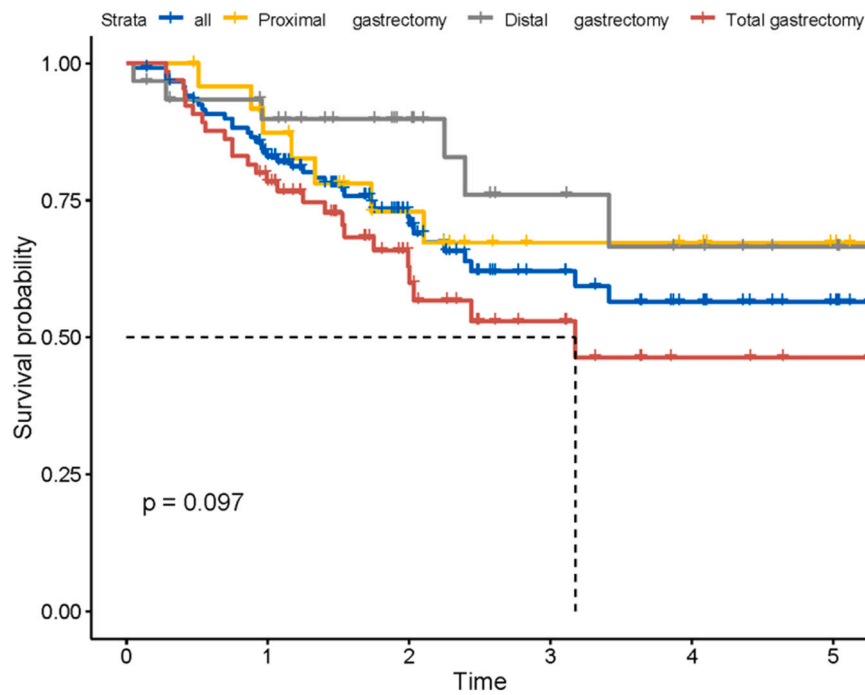 Strata all Proximal gastrectomy Distal gastrectomy Total gastrectomy
1.00
0.75
0.50
0.25
0.00
Survival probability
p = 0.097
0 1 2 3 4 5
Time